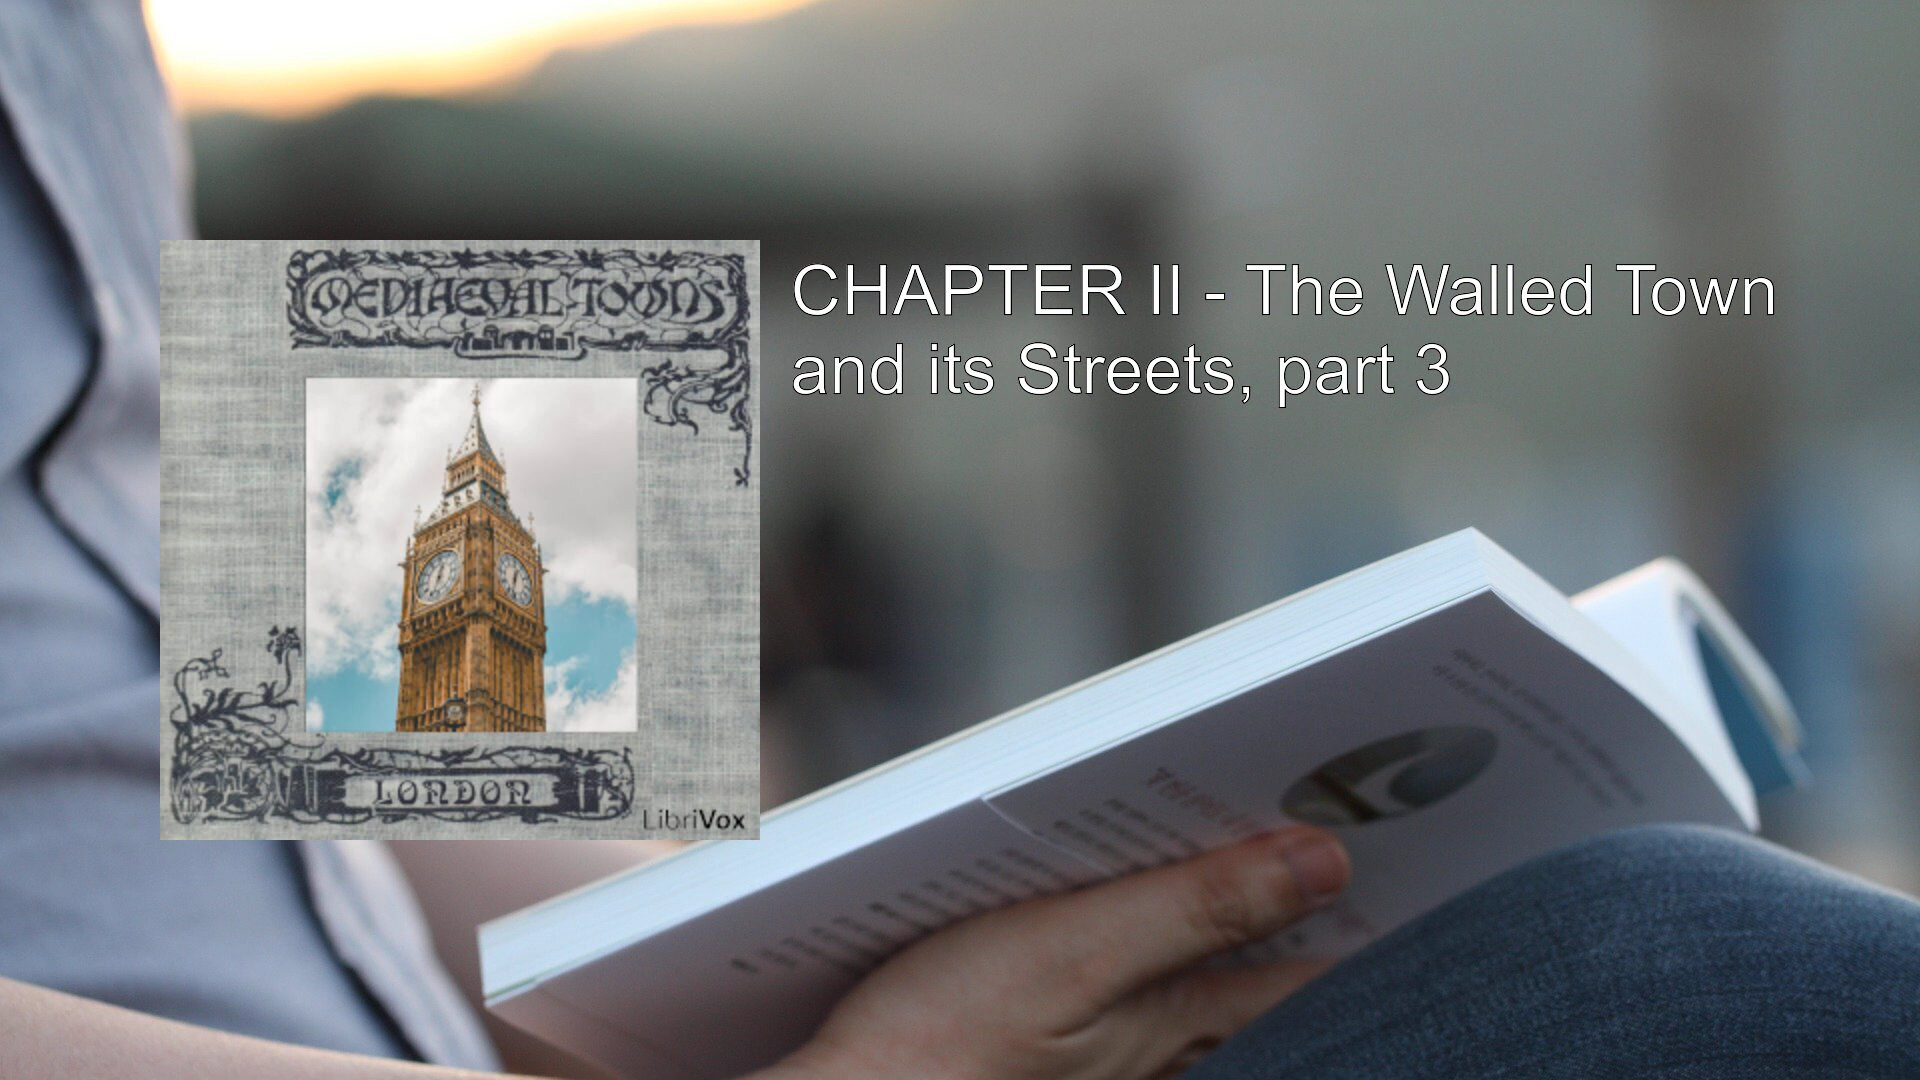 MEDIAEVAL TOWNS
LONDON
LibriVox
CHAPTER II - The Walled Town
and its Streets, part 3